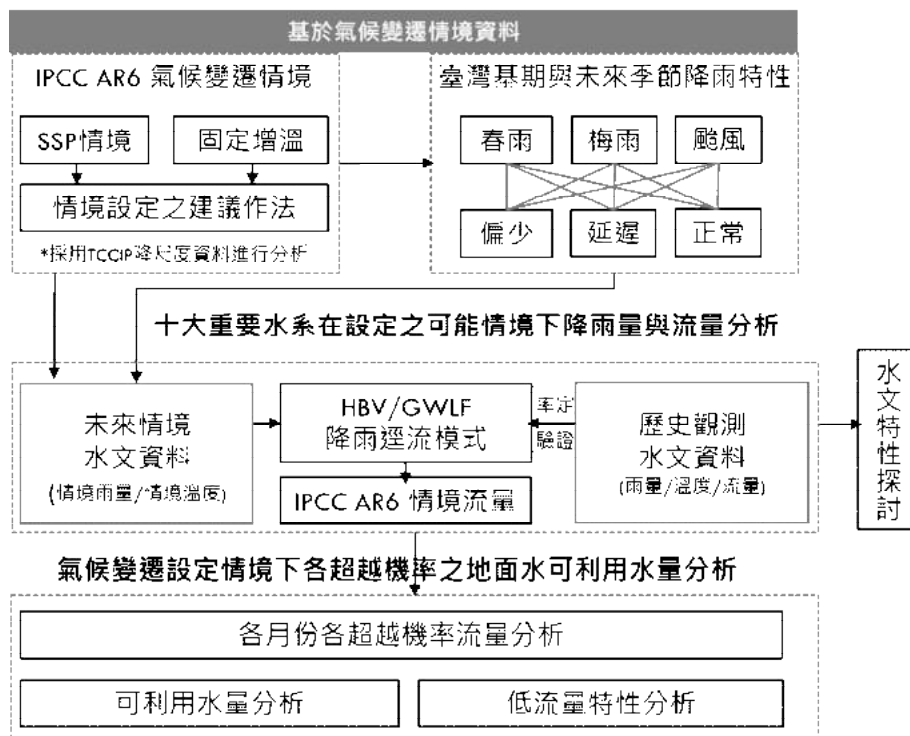 基於氣候變遷情境資料
IPCC AR6 氣候變遷情境
臺灣基期與未來季節降雨特性
SSP情境
固定增溫
春雨
梅雨
颱風
情境設定之建議作法
偏少
延遲
正常
*採用TCCIP降尺度資料進行分析
十大重要水系在設定之可能情境下降雨量與流量分析
未來情境
水文資料
(情境雨量/情境溫度)
HBV/GWLF
降雨逕流模式
IPCC AR6 情境流量
率定
驗證
歷史觀測
水文資料
(雨量/溫度/流量)
水文特性探討
氣候變遷設定情境下各超越機率之地面水可利用水量分析
各月份各超越機率流量分析
可利用水量分析
低流量特性分析